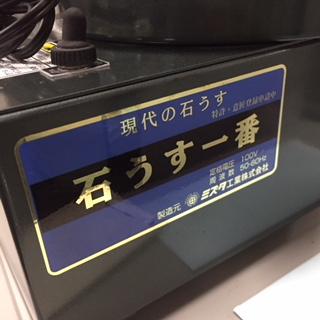 現代の石うす
特許・意匠登録申請中
石うす一番
定格電圧 100V
周波数 50-60Hz
製造元 ミスタ工業株式会社